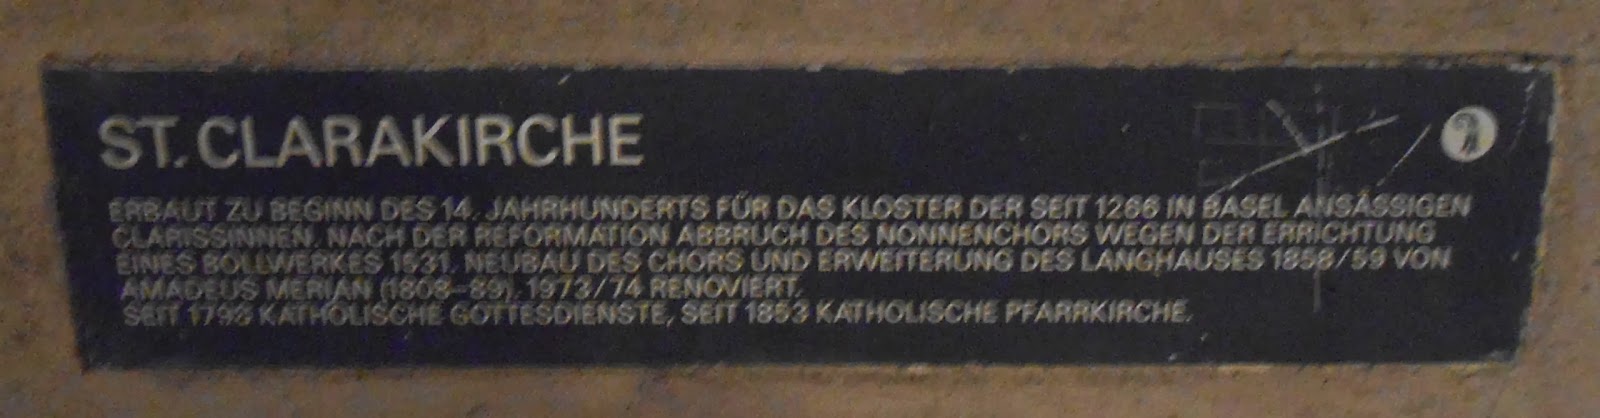 ST. CLARAKIRCHE
ERBAUT ZU BEGINN DES 14. JAHRHUNDERTS FÜR DAS KLOSTER DER SEIT 1266 IN BASEL ANSÄSSIGEN
CLARISSINNEN. NACH DER REFORMATION ABBRUCH DES NONNENCHORS WEGEN DER ERRICHTUNG
EINES BOLLWERKES 1531. NEUBAU DES CHORS UND ERWEITERUNG DES LANGHAUSES 1858/59 VON
AMADEUS MERIAN (1808-89). 1973/74 RENOVIERT.
SEIT 1798 KATHOLISCHE GOTTESDIENSTE, SEIT 1853 KATHOLISCHE PFARRKIRCHE.